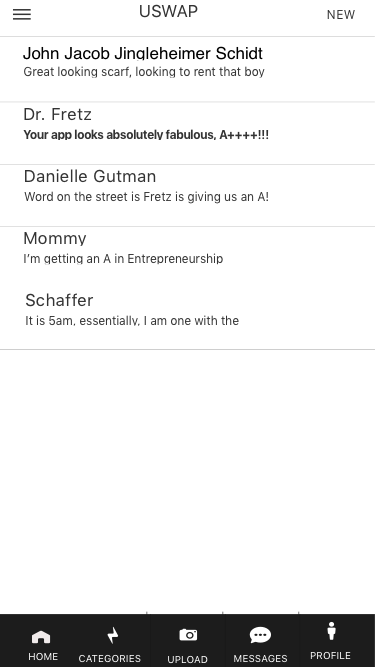 USWAP
NEW
John Jacob Jingleheimer Schidt
Great looking scarf, looking to rent that boy
Dr. Fretz
Your app looks absolutely fabulous, A++++!!!
Danielle Gutman
Word on the street is Fretz is giving us an A!
Mommy
I'm getting an A in Entrepreneurship
Schaffer
It is 5am, essentially, I am one with the
HOME
CATEGORIES
UPLOAD
MESSAGES
PROFILE